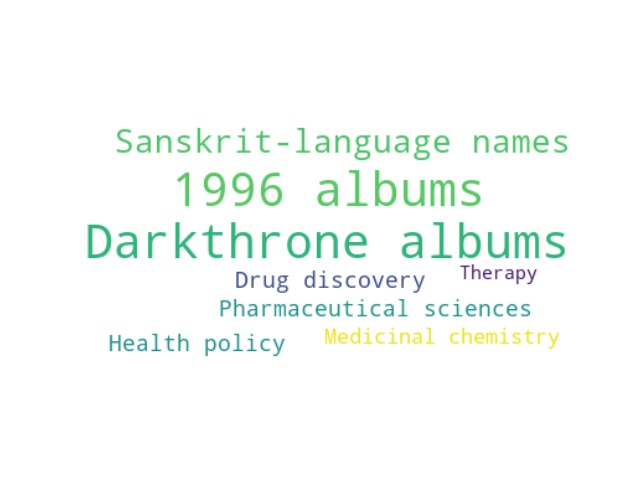 Sanskrit-language names
1996 albums
Darkthrone albums
Drug discovery
Therapy
Pharmaceutical sciences
Health policy
Medicinal chemistry